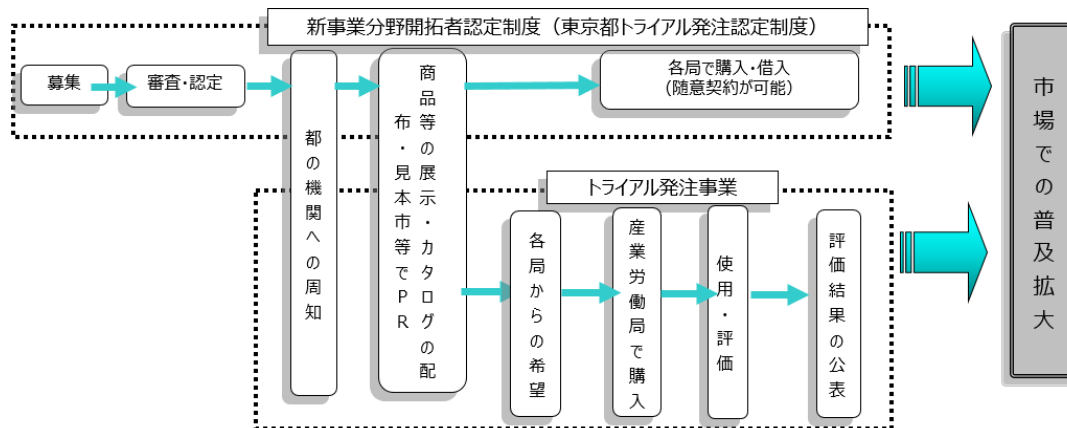 新事業分野開拓者認定制度（東京都トライアル発注認定制度）
募集
審査・認定
都の機関への周知
商品等の展示・カタログの配
布・見本市等でＰＲ
各局で購入・借入
（随意契約が可能）
トライアル発注事業
各局からの希望
産業労働局で購入
使用・評価
評価結果の公表
市場での普及拡大